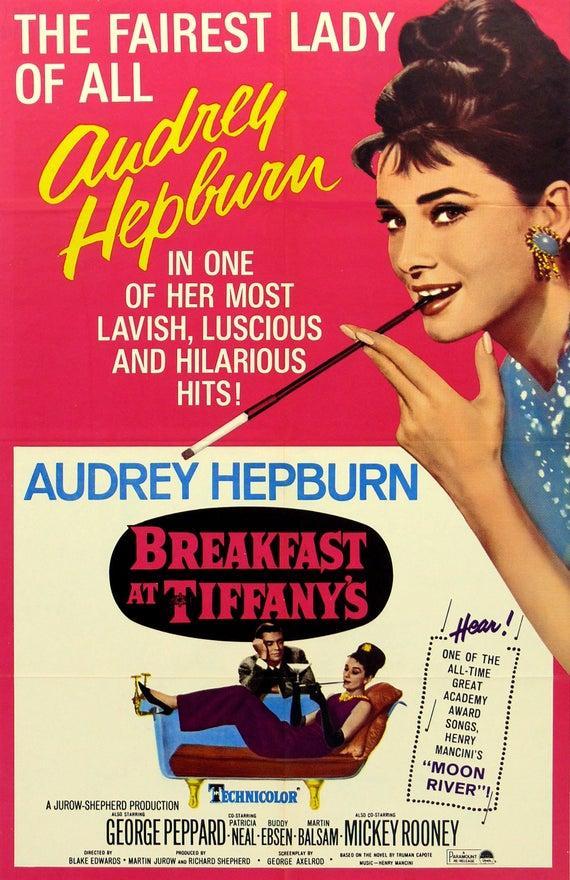 THE FAIREST LADY
OF ALL
Audrey
Hepburn
IN ONE
OF HER MOST
LAVISH, LUSCIOUS
AND HILARIOUS
HITS!
AUDREY HEPBURN
BREAKFAST
AT TIFFANY'S
Hear!
ONE OF THE
ALL-TIME
GREAT
ACADEMY
AWARD
SONGS,
HENRY
MANCINI'S
"MOON
RIVER"!
TECHNICOLOR
A JUROW-SHEPHERD PRODUCTION
ALSO STARRING
GEORGE PEPPARD
CO-STARRING
PATRICIA NEAL · BUDDY EBSEN · MARTIN BALSAM
ALSO CO-STARRING
MICKEY ROONEY
DIRECTED BY
BLAKE EDWARDS
PRODUCED BY
MARTIN JUROW AND RICHARD SHEPHERD
SCREENPLAY BY
GEORGE AXELROD
BASED ON THE NOVEL BY TRUMAN CAPOTE
MUSIC—HENRY MANCINI
A
PARAMOUNT
RE-RELEASE